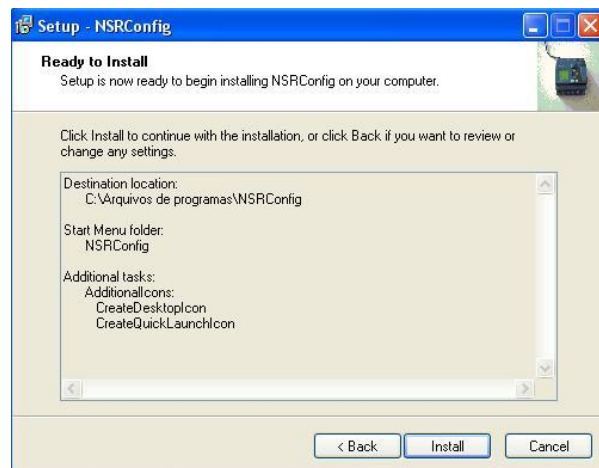 Setup - NSRConfig
Ready to Install
Setup is now ready to begin installing NSRConfig on your computer.
Click Install to continue with the installation, or click Back if you want to review or
change any settings.
Destination location:
C:\Arquivos de programas\NSRConfig
Start Menu folder:
NSRConfig
Additional tasks:
AdditionalIcons:
CreateDesktopIcon
CreateQuickLaunchIcon
< Back Install Cancel